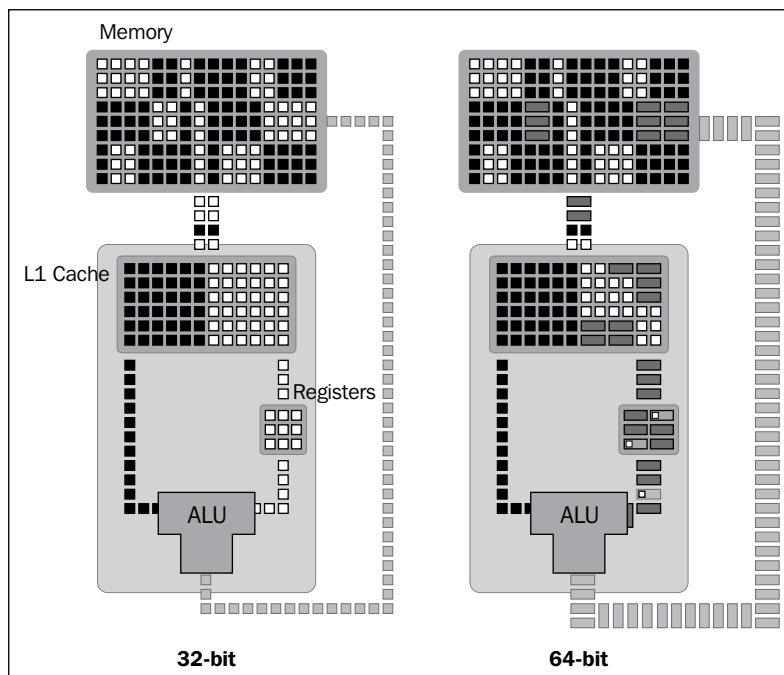 Memory
L1 Cache
Registers
ALU
ALU
32-bit
64-bit